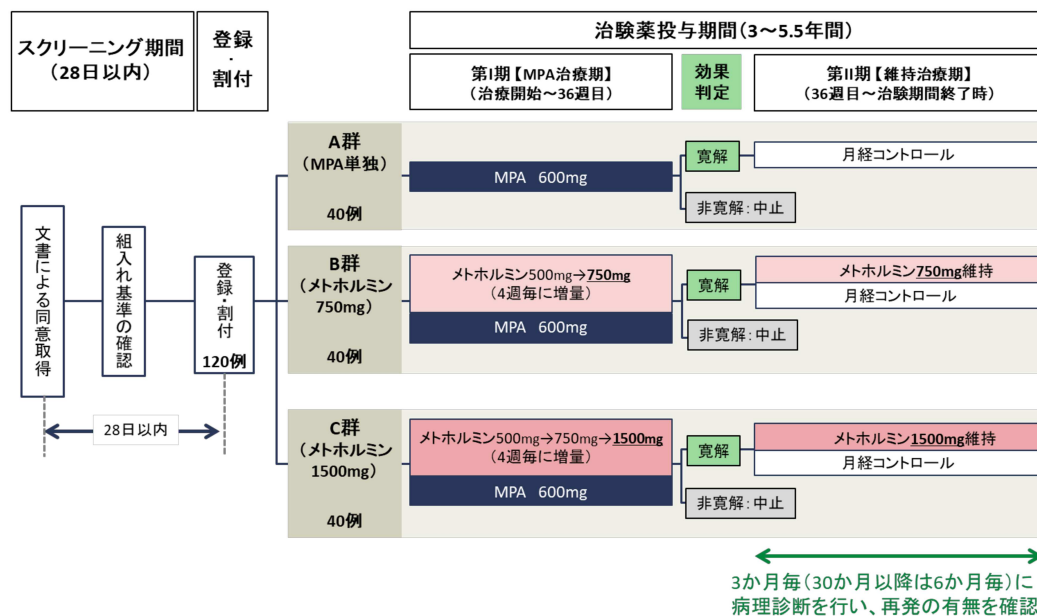 スクリーニング期間
（28日以内）
登録
・
割付
治験薬投与期間（3～5.5年間）
第I期【MPA治療期】
（治療開始～36週目）
効果
判定
第II期【維持治療期】
（36週目～治験期間終了時）
文書による同意取得
組入れ基準の確認
登録・割付
120例
28日以内
A群
（MPA単独）
40例
MPA 600mg
寛解
月経コントロール
非寛解：中止
B群
（メトホルミン
750mg）
40例
メトホルミン500mg→750mg
（4週毎に増量）
MPA 600mg
寛解
メトホルミン750mg維持
月経コントロール
非寛解：中止
C群
（メトホルミン
1500mg）
40例
メトホルミン500mg→750mg→1500mg
（4週毎に増量）
MPA 600mg
寛解
メトホルミン1500mg維持
月経コントロール
非寛解：中止
3か月毎（30か月以降は6か月毎）に
病理診断を行い、再発の有無を確認